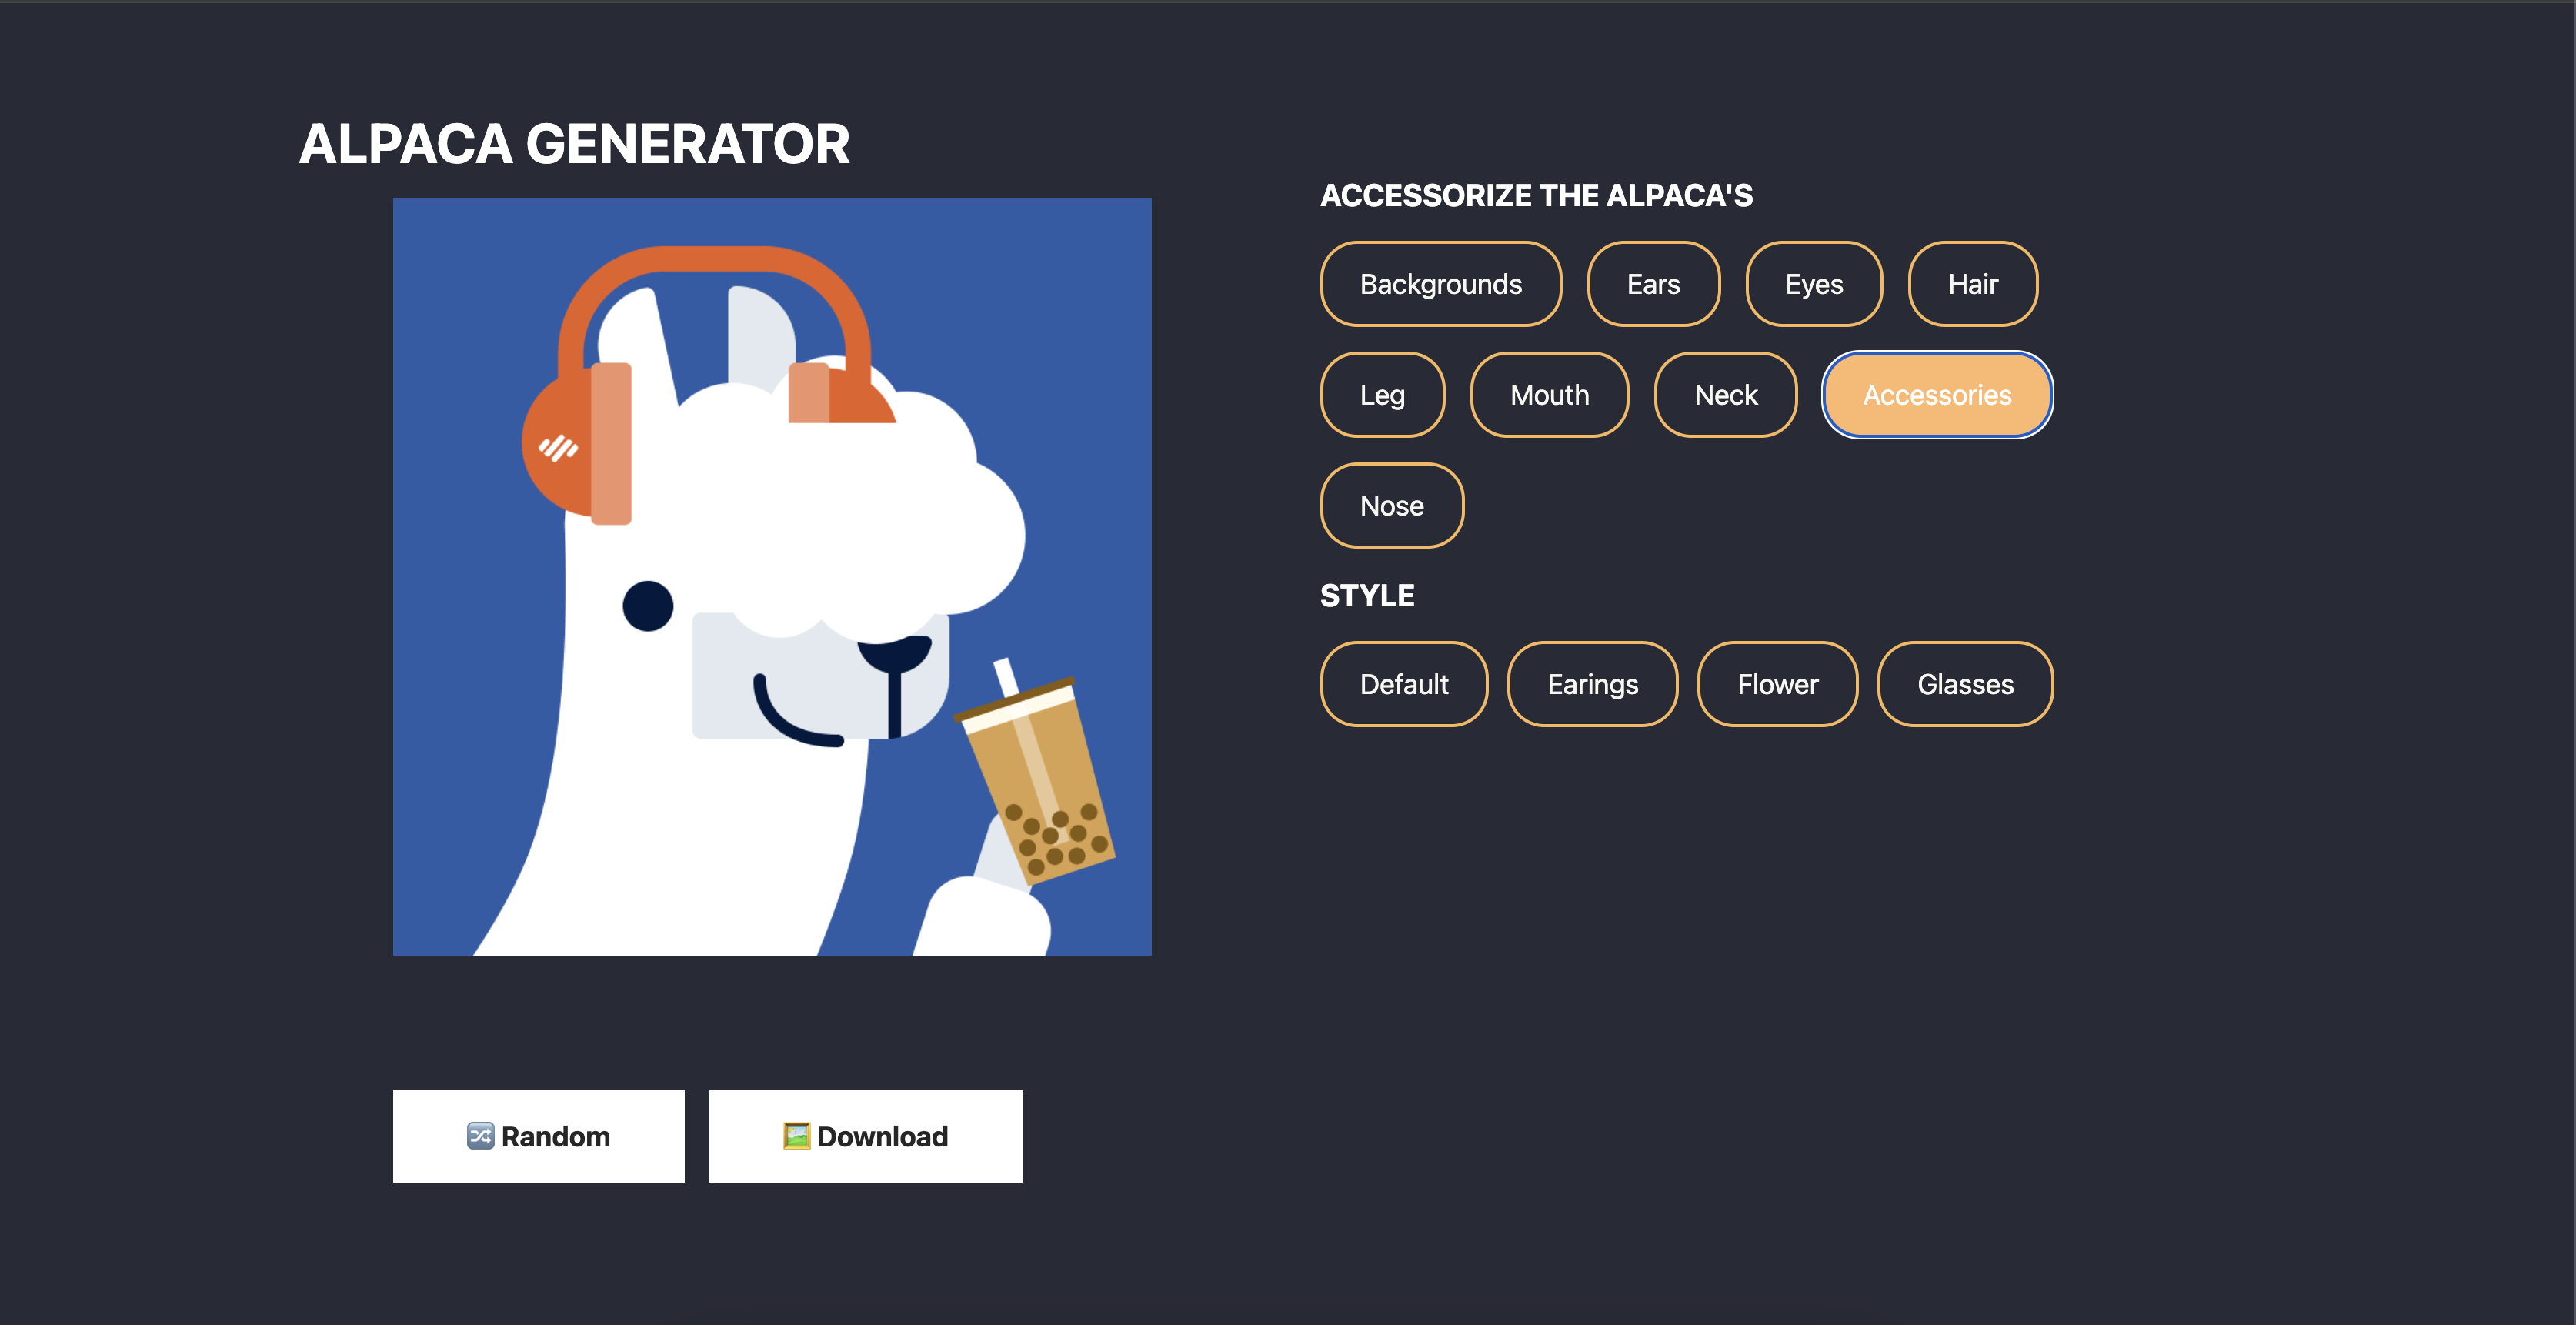 ALPACA GENERATOR
ACCESSORIZE THE ALPACA'S
Backgrounds Ears Eyes Hair
Leg Mouth Neck Accessories
Nose
STYLE
Default Earings Flower Glasses
Random Download